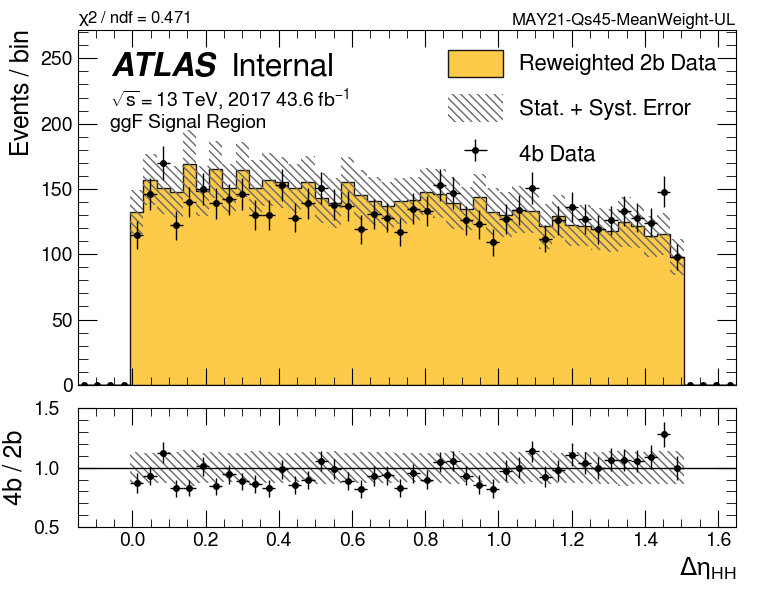 χ2 / ndf = 0.471
MAY21-Qs45-MeanWeight-UL
Events / bin
ATLAS Internal
√s = 13 TeV, 2017 43.6 fb⁻¹
ggF Signal Region
Reweighted 2b Data
Stat. + Syst. Error
4b Data
250
200
150
100
50
0
4b / 2b
1.5
1.0
0.5
0.0 0.2 0.4 0.6 0.8 1.0 1.2 1.4 1.6
Δη_HH